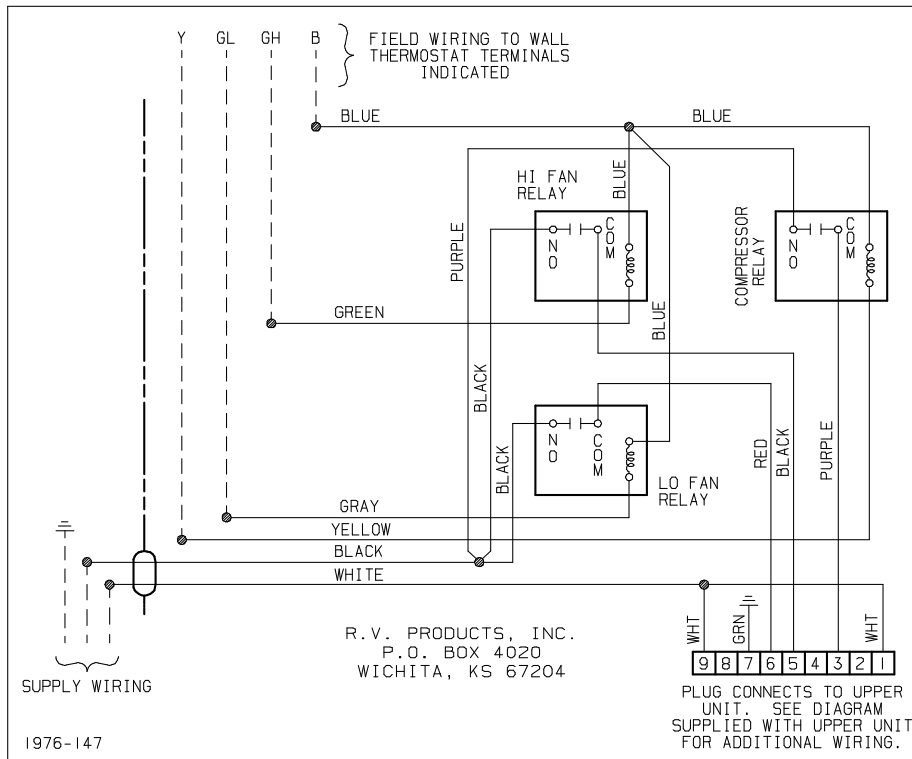 Y GL GH B
FIELD WIRING TO WALL
THERMOSTAT TERMINALS
INDICATED
BLUE
BLUE
HI FAN
RELAY
BLUE
PURPLE
NO
COM
COMPRESSOR
RELAY
NO
COM
GREEN
BLUE
BLACK
BLACK
NO
COM
RED
BLACK
PURPLE
LO FAN
RELAY
GRAY
YELLOW
BLACK
WHITE
SUPPLY WIRING
R.V. PRODUCTS, INC.
P.O. BOX 4020
WICHITA, KS 67204
WHT
GRN
WHT
9 8 7 6 5 4 3 2 1
PLUG CONNECTS TO UPPER
UNIT. SEE DIAGRAM
SUPPLIED WITH UPPER UNIT
FOR ADDITIONAL WIRING.
1976-147